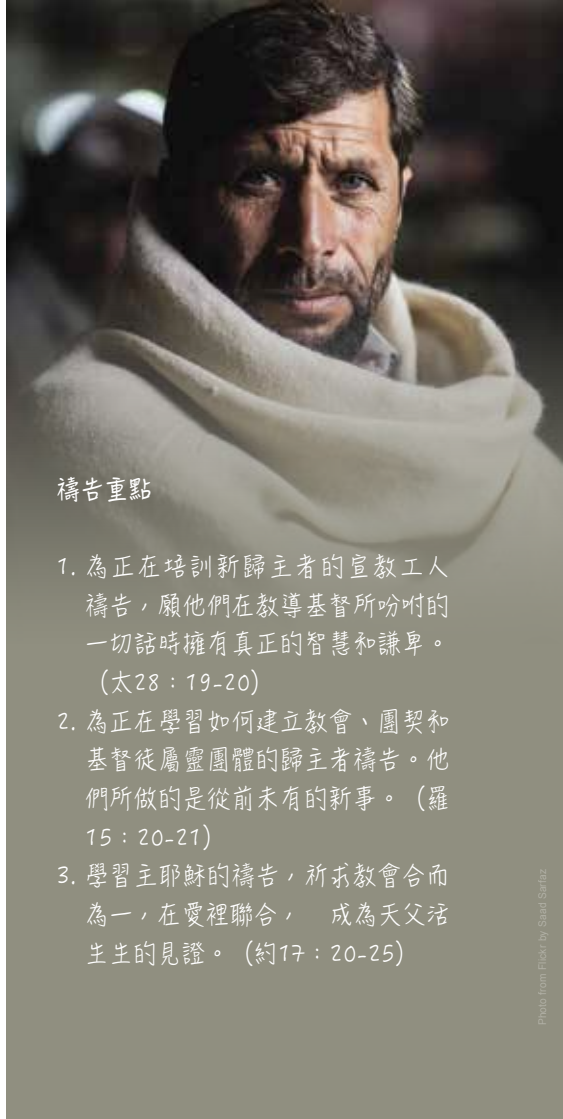 禱告重點
1. 為正在培訓新歸主者的宣教工人
禱告，願他們在教導基督所吩咐的
一切話時擁有真正的智慧和謙卑。
(太28：19-20)
2. 為正在學習如何建立教會、團契和
基督徒屬靈團體的歸主者禱告。他
們所做的是從前未有的新事。(羅
15：20-21)
3. 學習主耶穌的禱告，祈求教會合而
為一，在愛裡聯合， 成為天父活
生生的見證。(約17：20-25)
Photo from Flickr by Saad Sarfaz